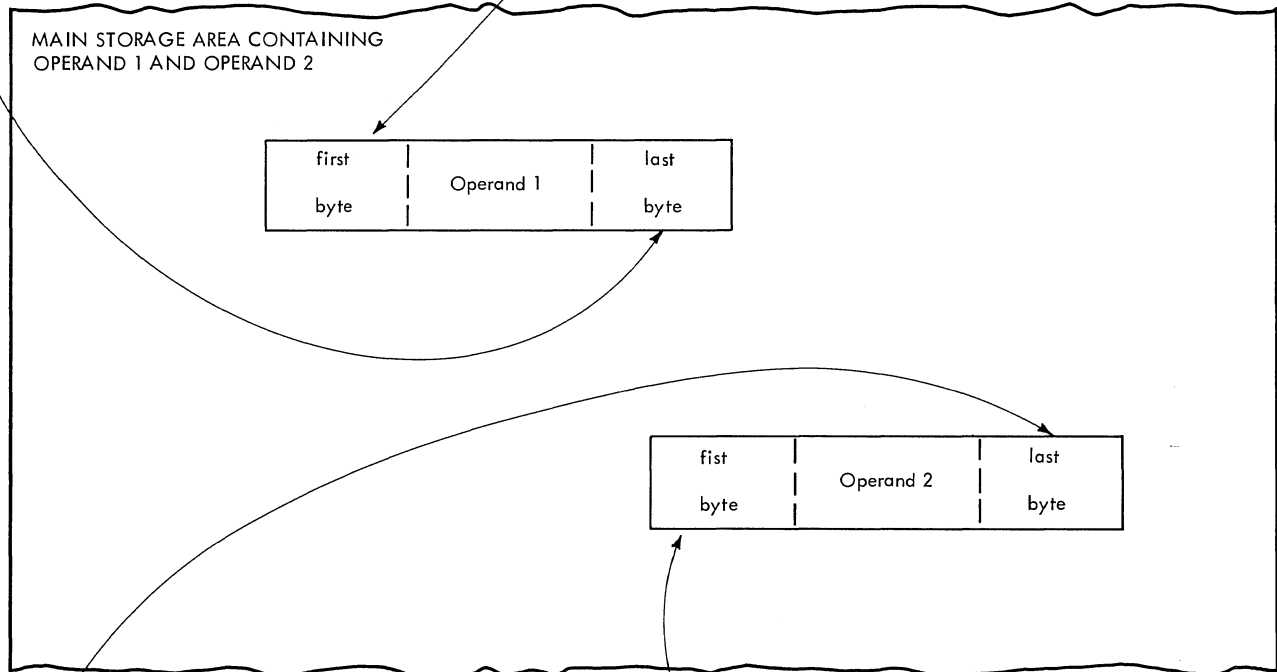 MAIN STORAGE AREA CONTAINING
OPERAND 1 AND OPERAND 2
first
byte
Operand 1
last
byte
fist
byte
Operand 2
last
byte